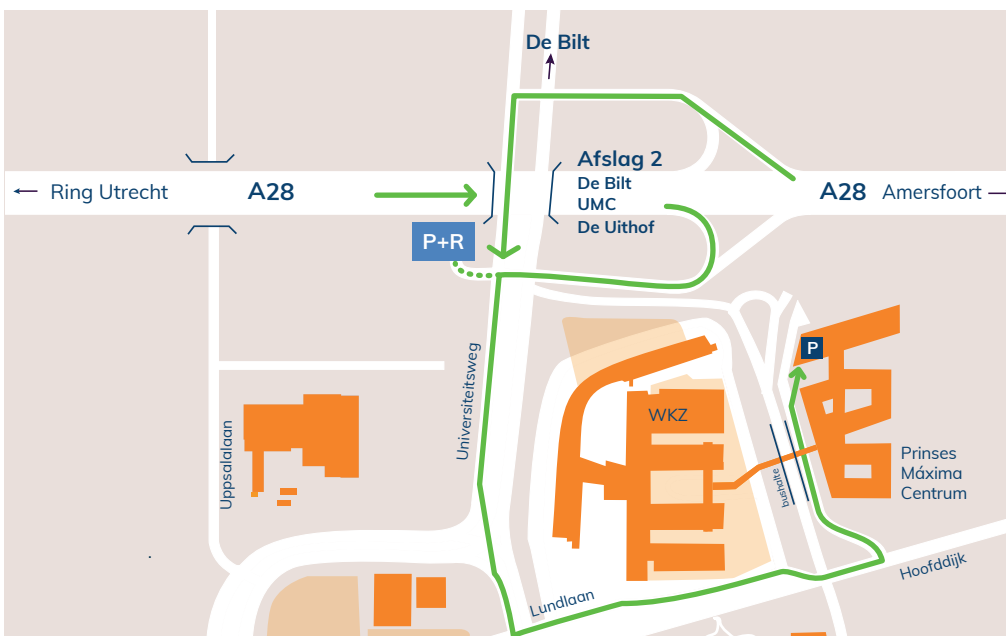 De Bilt
Afslag 2
De Bilt
UMC
De Uithof
Ring Utrecht
A28
A28
Amersfoort
P+R
Universiteitsweg
P
WKZ
Uppsalalaan
bushalte
Prinses
Máxima
Centrum
Hoofddijk
Lundlaan